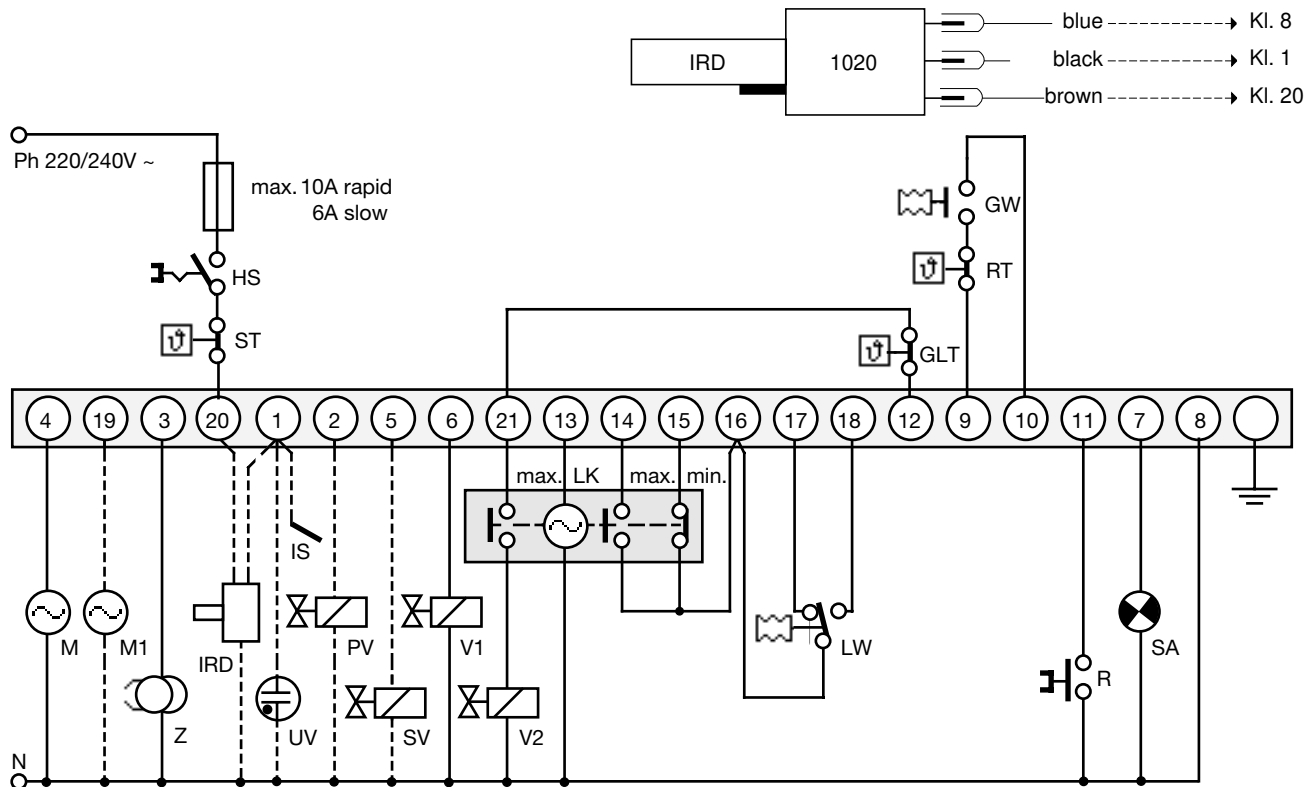 blue Kl. 8
IRD 1020 black Kl. 1
brown Kl. 20
Ph 220/240V ~
max. 10A rapid
6A slow
GW
HS
RT
ST
GLT
ϑ
ϑ
ϑ
4 19 3 20 1 2 5 6 21 13 14 15 16 17 18 12 9 10 11 7 8
max. LK max. min.
IS
M M1 IRD PV V1 LW SA
R
Z UV SV V2
N